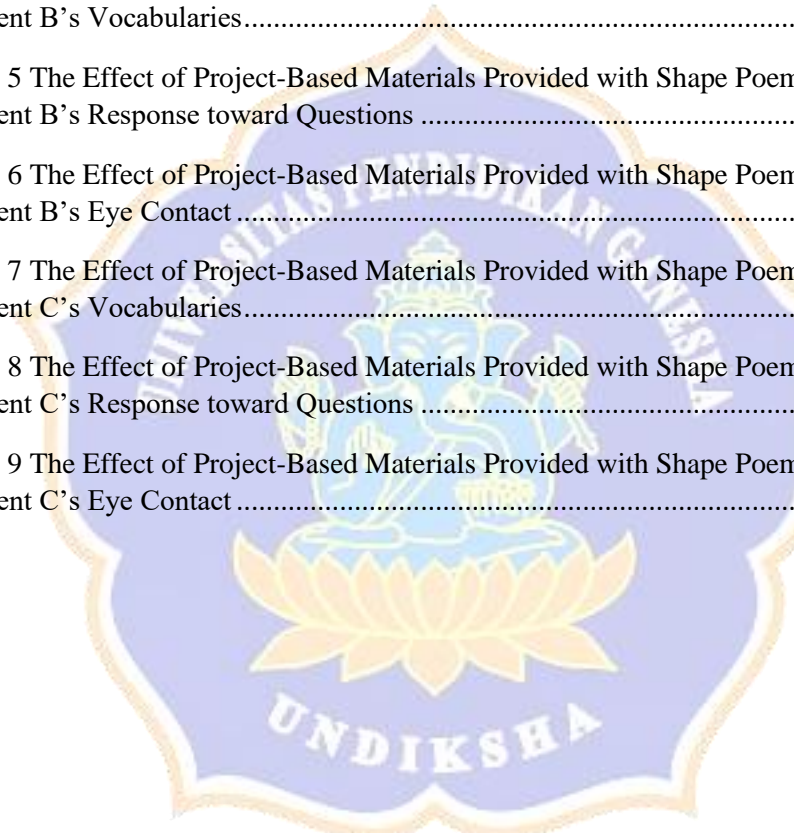 ent B’s Vocabularies......................................................................................
5 The Effect of Project-Based Materials Provided with Shape Poem
ent B’s Response toward Questions ..........................................................
6 The Effect of Project-Based Materials Provided with Shape Poem
ent B’s Eye Contact .......................................................................................
7 The Effect of Project-Based Materials Provided with Shape Poem
ent C’s Vocabularies......................................................................................
8 The Effect of Project-Based Materials Provided with Shape Poem
ent C’s Response toward Questions ..........................................................
9 The Effect of Project-Based Materials Provided with Shape Poem
ent C’s Eye Contact .......................................................................................
UNIVERSITAS PENDIDIKAN GANESHA
UNDIKSHA